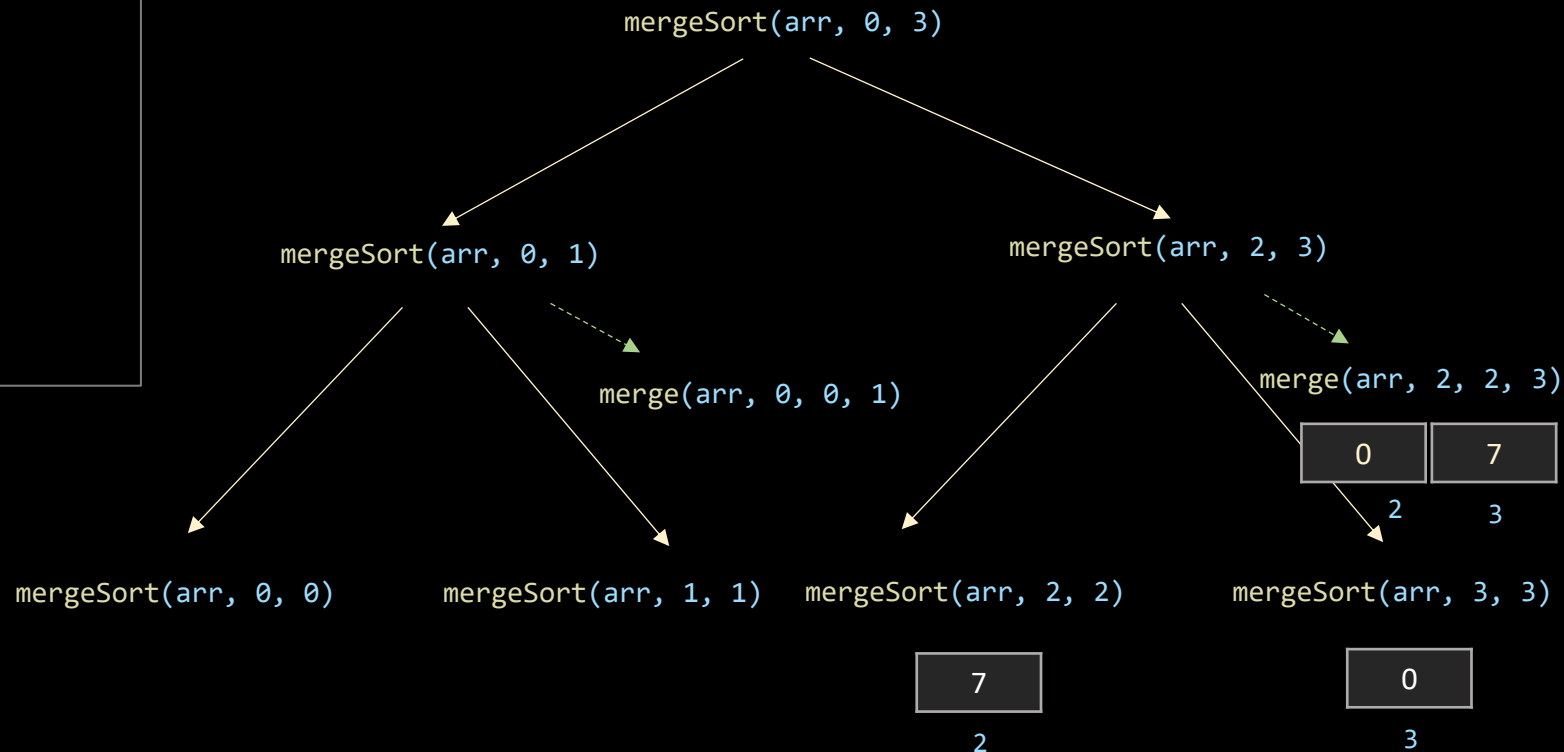 mergeSort(arr, 0, 3)
mergeSort(arr, 0, 1)
mergeSort(arr, 2, 3)
merge(arr, 0, 0, 1)
merge(arr, 2, 2, 3)
0 7
2 3
mergeSort(arr, 0, 0)
mergeSort(arr, 1, 1)
mergeSort(arr, 2, 2)
mergeSort(arr, 3, 3)
7
0
2
3